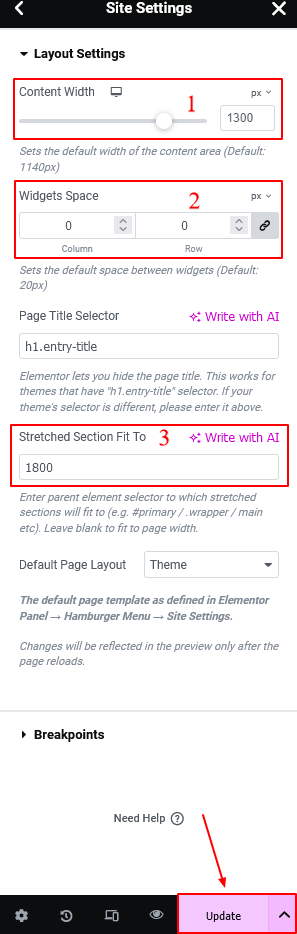 Site Settings
Layout Settings
Content Width
1
px
1300
Sets the default width of the content area (Default:
1140px)
Widgets Space
2
px
0
0
Column
Row
Sets the default space between widgets (Default:
20px)
Page Title Selector
Write with AI
h1.entry-title
Elementor lets you hide the page title. This works for
themes that have "h1.entry-title" selector. If your
theme's selector is different, please enter it above.
Stretched Section Fit To
3
Write with AI
1800
Enter parent element selector to which stretched
sections will fit to (e.g. #primary / .wrapper / main
etc). Leave blank to fit to page width.
Default Page Layout
Theme
The default page template as defined in Elementor
Panel → Hamburger Menu → Site Settings.
Changes will be reflected in the preview only after the
page reloads.
Breakpoints
Need Help ?
Update